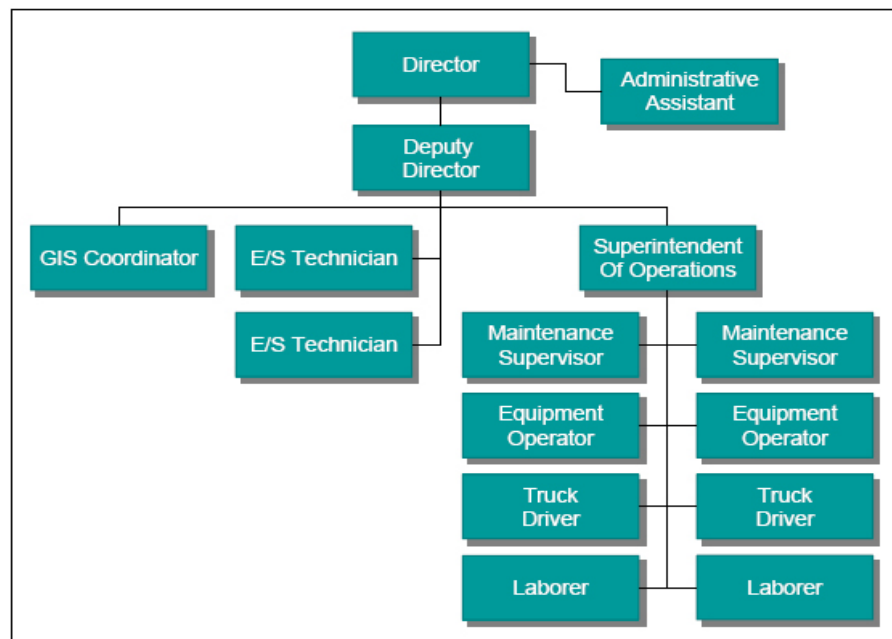 Director
Administrative
Assistant
Deputy
Director
GIS Coordinator
E/S Technician
Superintendent
Of Operations
E/S Technician
Maintenance
Supervisor
Maintenance
Supervisor
Equipment
Operator
Equipment
Operator
Truck
Driver
Truck
Driver
Laborer
Laborer